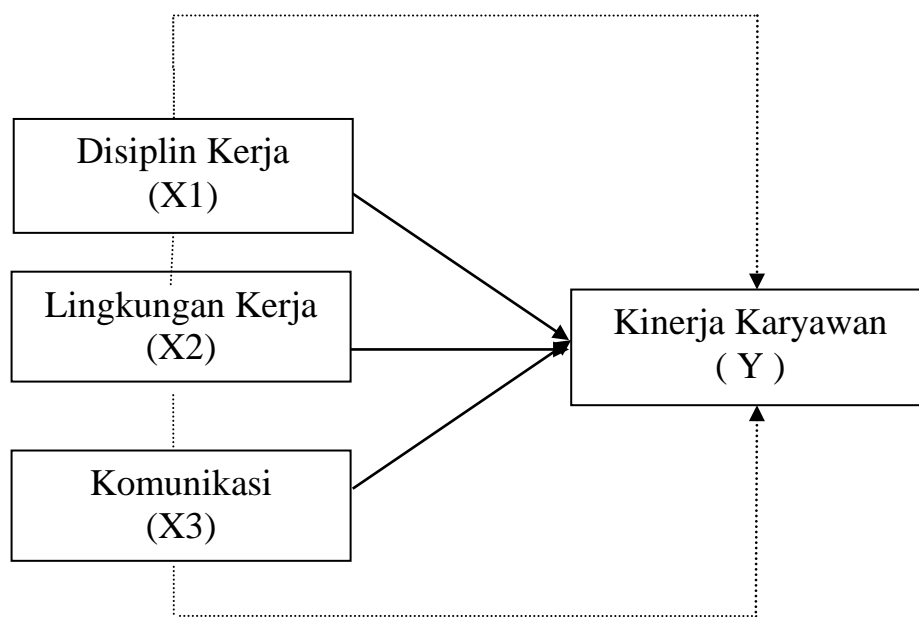 Disiplin Kerja
(X1)
Lingkungan Kerja
(X2)
Komunikasi
(X3)
Kinerja Karyawan
( Y )